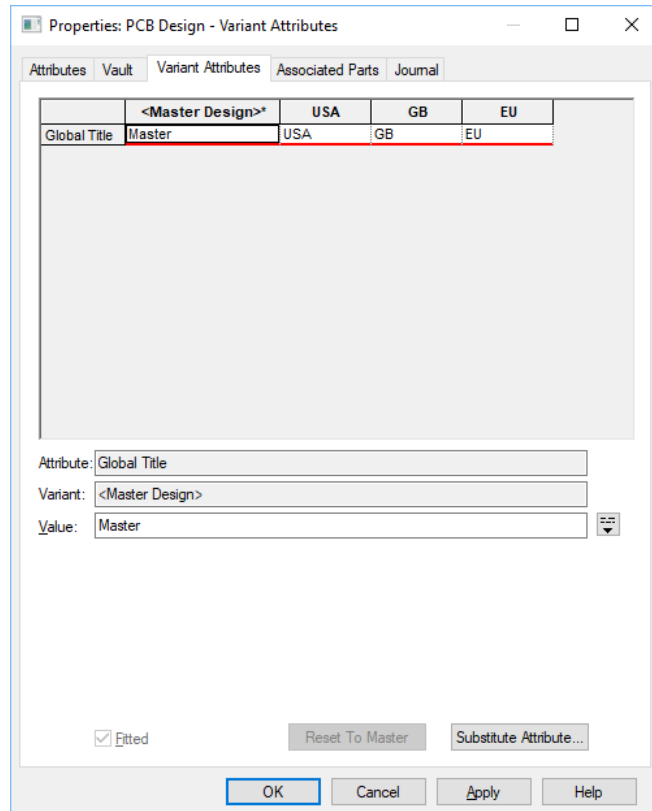 Properties: PCB Design - Variant Attributes
Attributes Vault Variant Attributes Associated Parts Journal
<Master Design>* USA GB EU
Global Title Master USA GB EU
Attribute: Global Title
Variant: <Master Design>
Value: Master
Fitted Reset To Master Substitute Attribute...
OK Cancel Apply Help